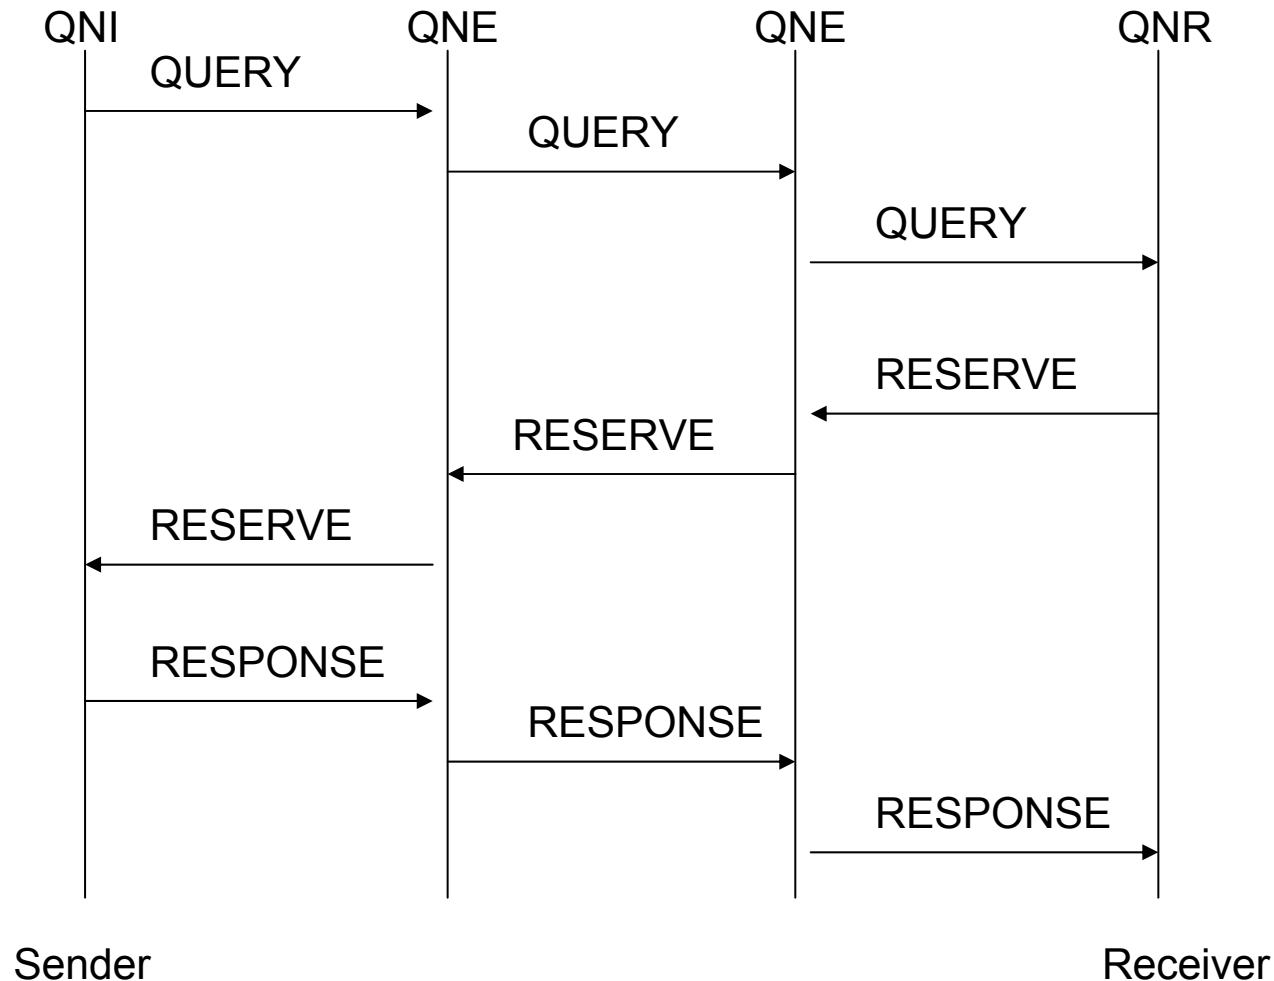 QNI QNE QNE QNR
QUERY
QUERY
QUERY
RESERVE
RESERVE
RESERVE
RESPONSE
RESPONSE
RESPONSE
Sender Receiver